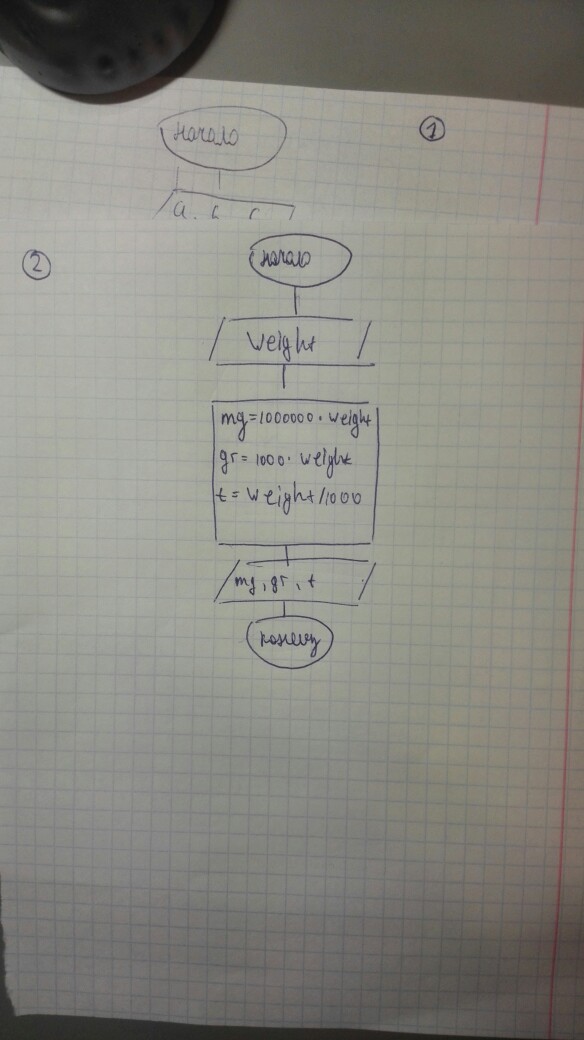 Начало
1
a, b, c
2
Начало
Weight
mg=1000000· weight
gr= 1000· weight
t= weight/1000
mg, gr, t
конец